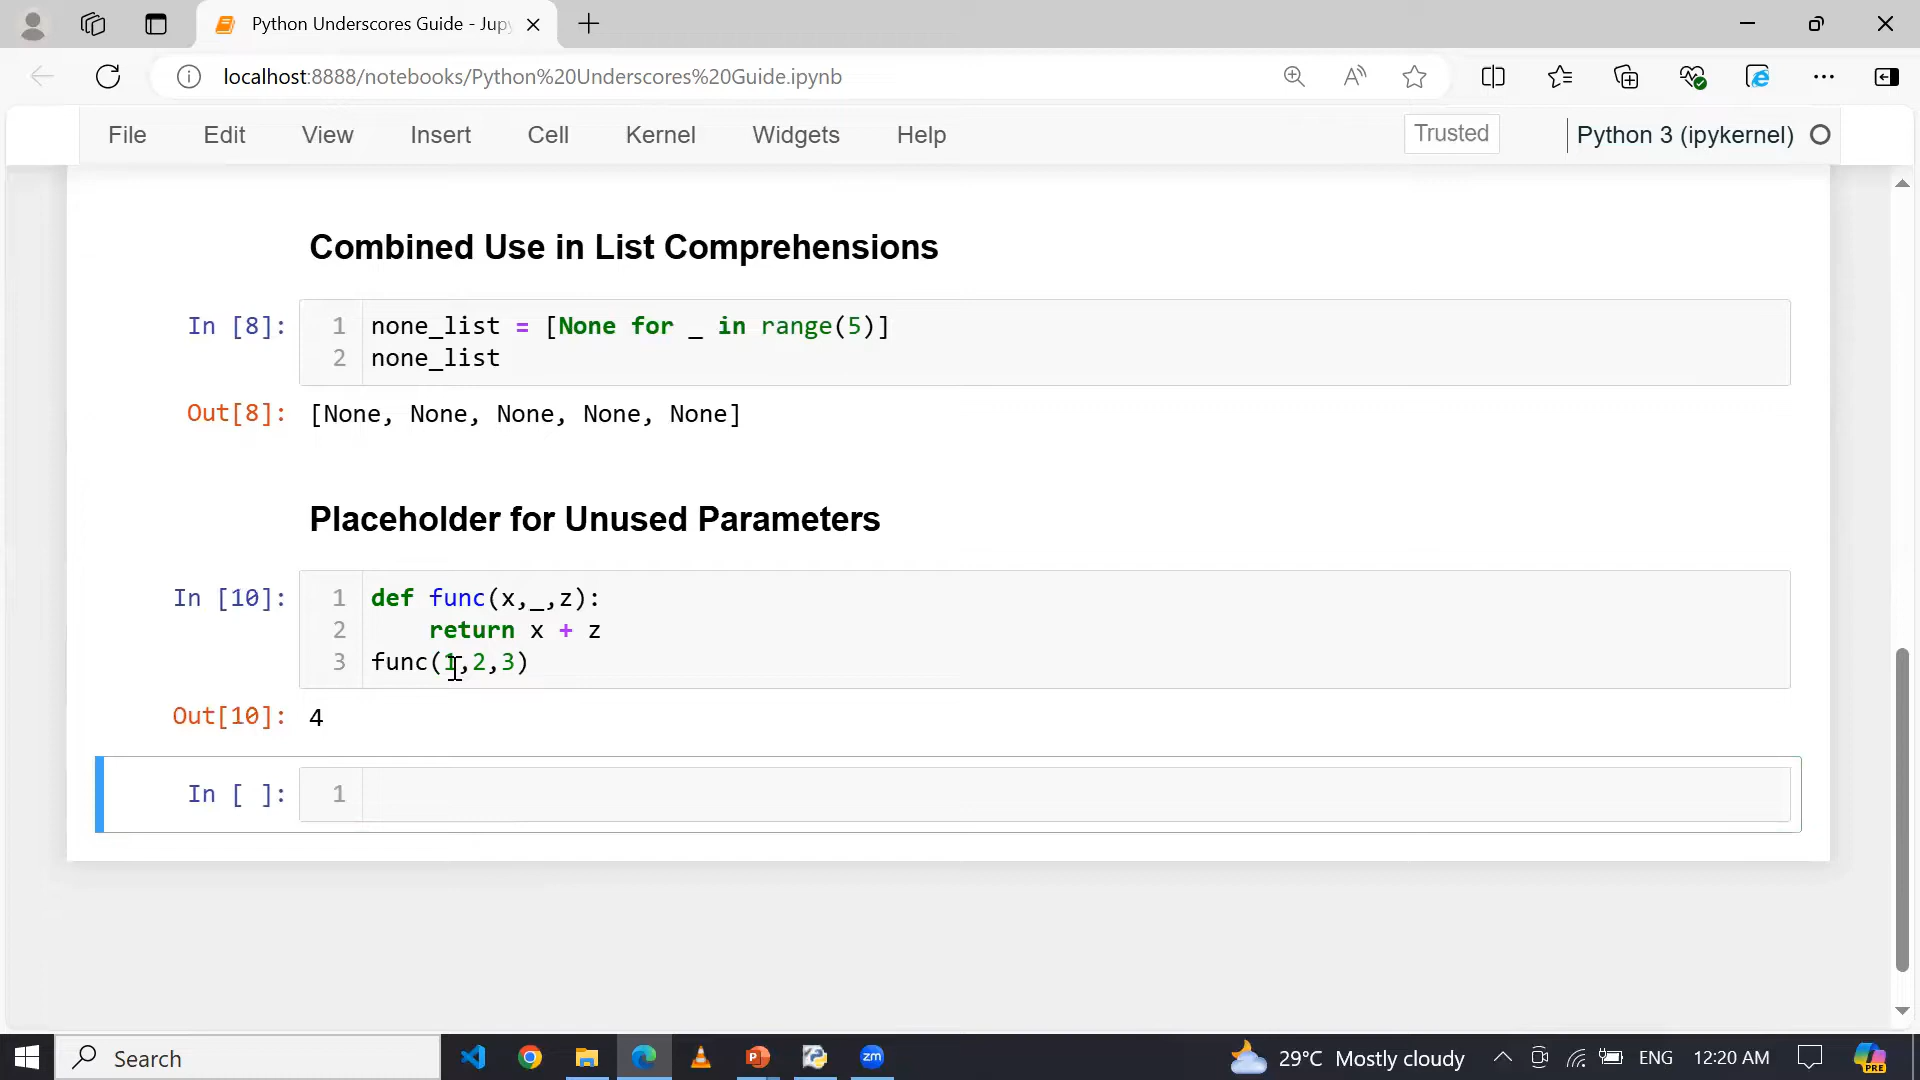 Python Underscores Guide - Jupy
localhost:8888/notebooks/Python%20Underscores%20Guide.ipynb
File Edit View Insert Cell Kernel Widgets Help Trusted Python 3 (ipykernel)
Combined Use in List Comprehensions
In [8]: 1 none_list = [None for _ in range(5)]
2 none_list
Out[8]: [None, None, None, None, None]
Placeholder for Unused Parameters
In [10]: 1 def func(x,_,z):
2 return x + z
3 func(1,2,3)
Out[10]: 4
In [ ]: 1
Search zm 29°C Mostly cloudy ENG 12:20 AM PRE